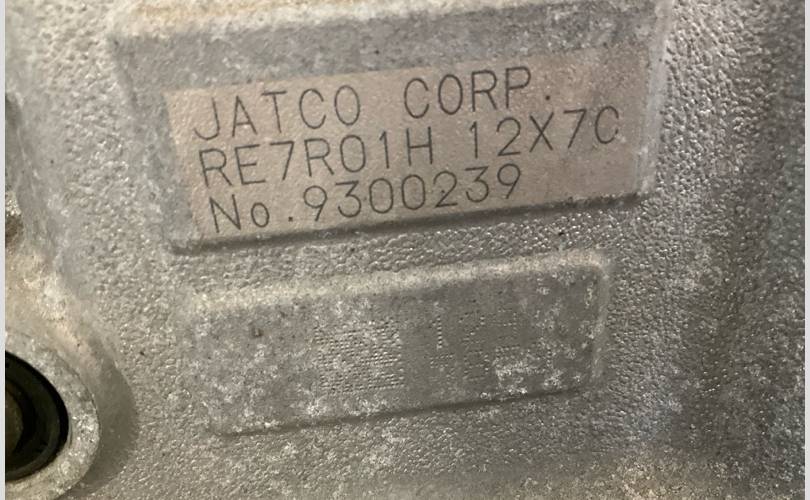 JATCO CORP.
RE7R01H 12X7C
No.9300239